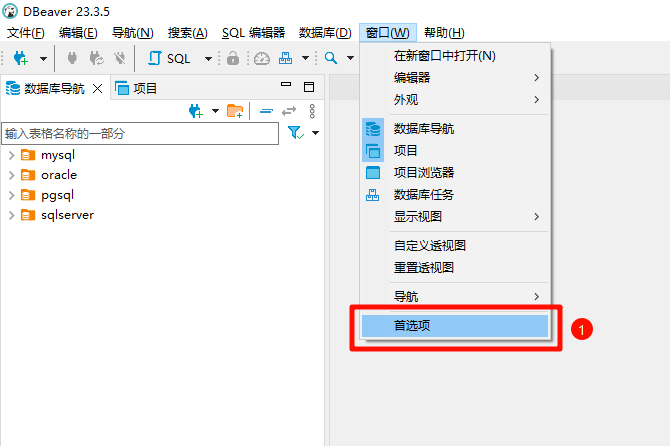 DBeaver 23.3.5
文件(F) 编辑(E) 导航(N) 搜索(A) SQL 编辑器 数据库(D) 窗口(W) 帮助(H)
SQL
在新窗口中打开(N)
编辑器
外观
数据库导航 项目
输入表格名称的一部分
mysql
oracle
pgsql
sqlserver
数据库导航
项目
项目浏览器
数据库任务
显示视图
自定义透视图
重置透视图
导航
首选项
1